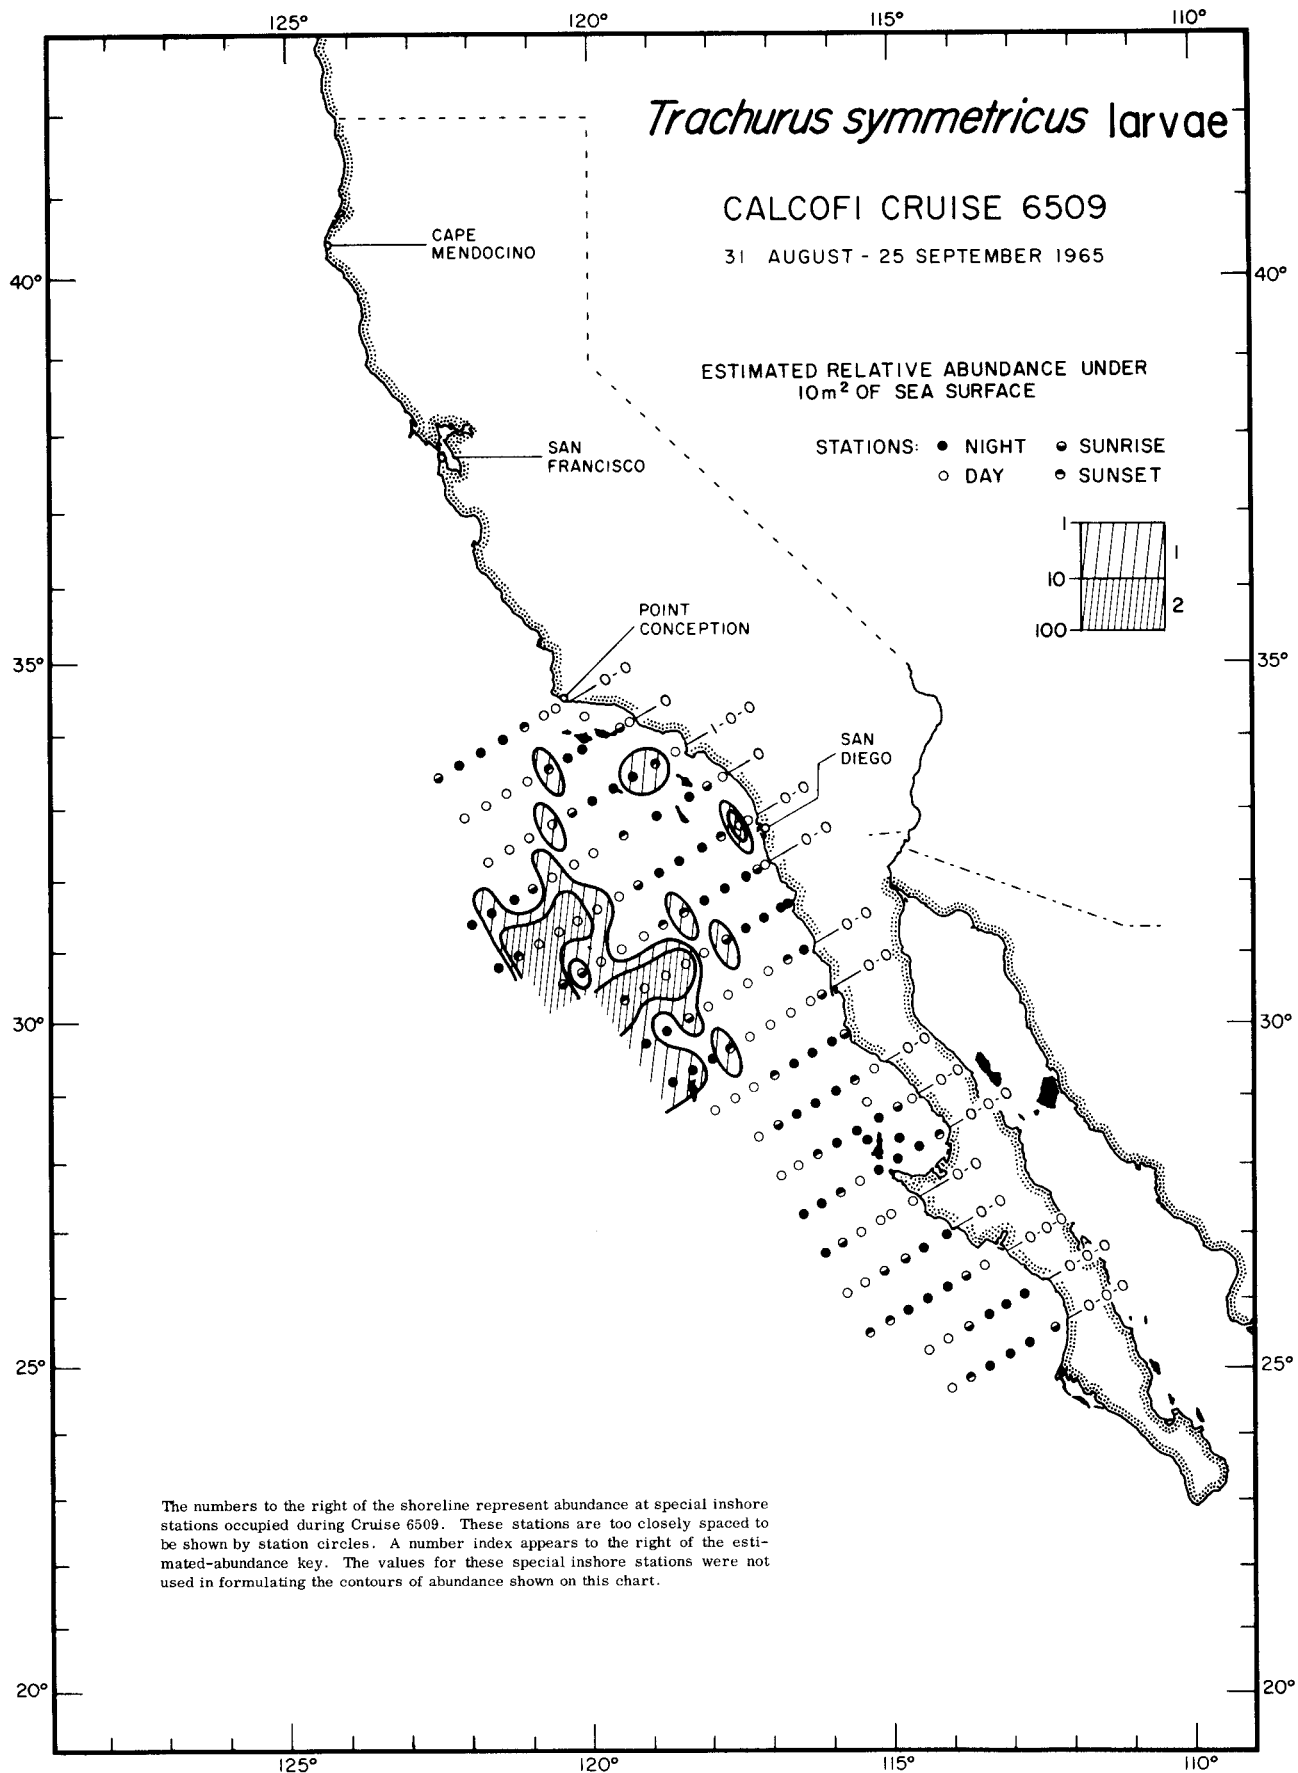 125°
120°
115°
110°
Trachurus symmetricus larvae
CALCOFI CRUISE 6509
31 AUGUST - 25 SEPTEMBER 1965
CAPE
MENDOCINO
40°
40°
ESTIMATED RELATIVE ABUNDANCE UNDER
10m² OF SEA SURFACE
STATIONS: NIGHT SUNRISE
DAY SUNSET
SAN
FRANCISCO
1
1
10
2
100
POINT
CONCEPTION
35°
35°
0-0
0
1-0-0
SAN
DIEGO
0
0-0
0-0
0-0
0-0
30°
30°
0-0
0-0
0-0
0-0
0-0
0-0-0
0-0-0
0-0-0
25°
25°
The numbers to the right of the shoreline represent abundance at special inshore
stations occupied during Cruise 6509. These stations are too closely spaced to
be shown by station circles. A number index appears to the right of the esti-
mated-abundance key. The values for these special inshore stations were not
used in formulating the contours of abundance shown on this chart.
20°
20°
125°
120°
115°
110°